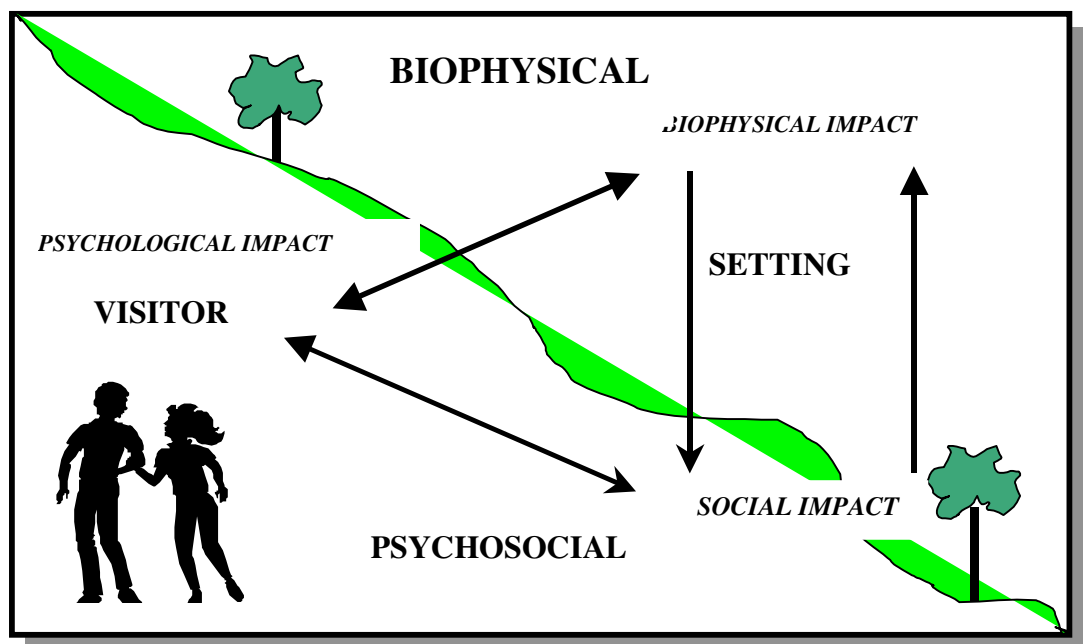 BIOPHYSICAL
BIOPHYSICAL IMPACT
PSYCHOLOGICAL IMPACT
SETTING
VISITOR
SOCIAL IMPACT
PSYCHOSOCIAL